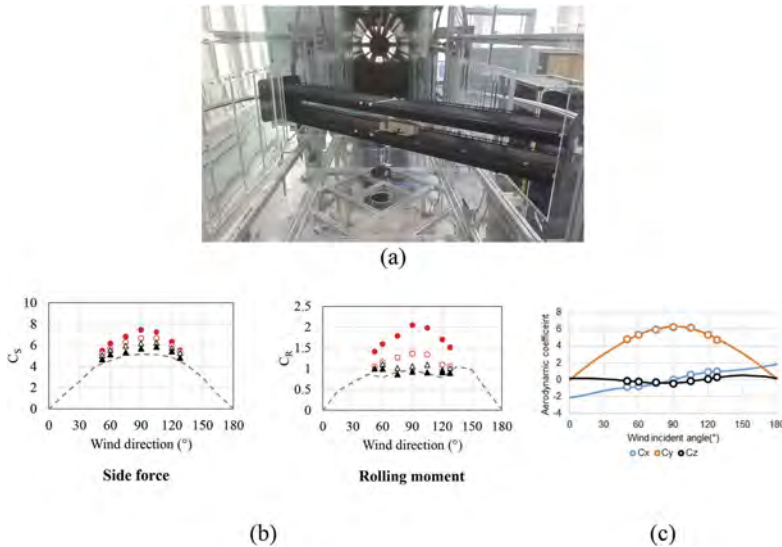 (a)
10
8
6
4
2
0
C_S
0 30 60 90 120 150 180
Wind direction (°)
Side force
2.5
2
1.5
1
0.5
0
C_R
0 30 60 90 120 150 180
Wind direction (°)
Rolling moment
(b)
8
6
4
2
0
-2
-4
Aerodynamic coefficeint
0 30 60 90 120 150 180
Wind incident angle(°)
Cx Cy Cz
(c)